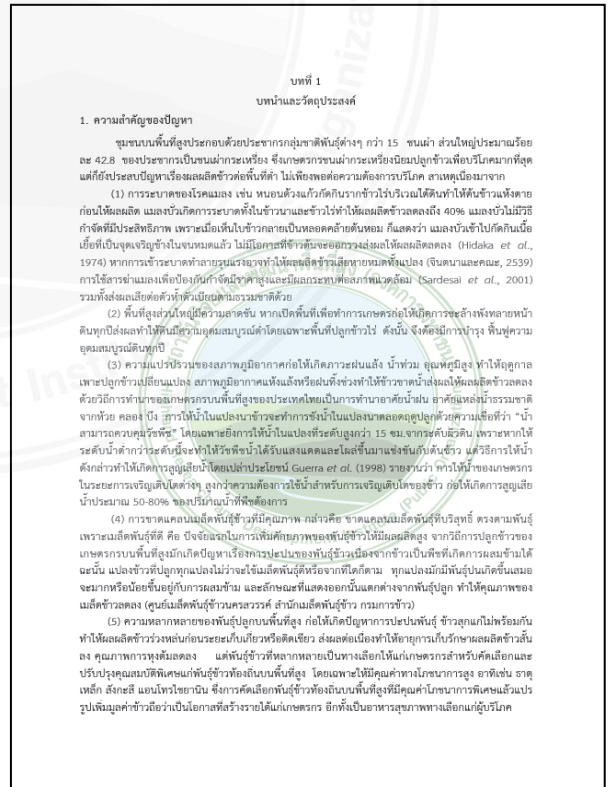 บทที่ 1
บทนำและวัตถุประสงค์
1. ความสำคัญของปัญหา
ชุมชนบนพื้นที่สูงประกอบด้วยประชากรกลุ่มชาติพันธุ์ต่างๆ กว่า 15 ชนเผ่า ส่วนใหญ่ประมาณร้อย
ละ 42.8 ของประชากรเป็นชนเผ่ากระเหรี่ยง ซึ่งเกษตรกรชนเผ่ากระเหรี่ยงนิยมปลูกข้าวเพื่อบริโภคมากที่สุด
แต่ก็ยังประสบปัญหาเรื่องผลผลิตข้าวต่อพื้นที่ต่ำ ไม่เพียงพอต่อความต้องการบริโภค สาเหตุเนื่องมาจาก
(1) การระบาดของโรคแมลง เช่น หนอนด้วงแก้วกัดกินรากข้าวไร่บริเวณใต้ดินทำให้ต้นข้าวแห้งตาย
ก่อนให้ผลผลิต แมลงบั่วเกิดการระบาดทั้งในข้าวนาและข้าวไร่ทำให้ผลผลิตข้าวลดลงถึง 40% แมลงบั่วไม่มีวิธี
กำจัดที่มีประสิทธิภาพ เพราะเมื่อเห็นใบข้าวกลายเป็นหลอดคล้ายต้นหอม ก็แสดงว่า แมลงบั่วเข้าไปกัดกินเนื้อ
เยื่อที่เป็นจุดเจริญข้างในจนหมดแล้ว ไม่มีโอกาสที่ข้าวต้นจะออกรวงส่งผลให้ผลผลิตลดลง (Hidaka et al.,
1974) หากการเข้าระบาดทำลายรุนแรงอาจทำให้ผลผลิตข้าวเสียหายหมดทั้งแปลง (จินตนาและคณะ, 2539)
การใช้สารฆ่าแมลงเพื่อป้องกันกำจัดมีราคาสูงและมีผลกระทบต่อสภาพแวดล้อม (Sardesai et al., 2001)
รวมทั้งส่งผลเสียต่อตัวห้ำตัวเบียนตามธรรมชาติด้วย
(2) พื้นที่สูงส่วนใหญ่มีความลาดชัน หากเปิดพื้นที่เพื่อทำการเกษตรก่อให้เกิดการชะล้างพังทลายหน้า
ดินทุกปีส่งผลทำให้ดินมีความอุดมสมบูรณ์ต่ำโดยเฉพาะพื้นที่ปลูกข้าวไร่ ดังนั้น จึงต้องมีการบำรุง ฟื้นฟูความ
อุดมสมบูรณ์ดินทุกปี
(3) ความแปรปรวนของสภาพภูมิอากาศก่อให้เกิดภาวะฝนแล้ง น้ำท่วม อุณหภูมิสูง ทำให้ฤดูกาล
เพาะปลูกข้าวเปลี่ยนแปลง สภาพภูมิอากาศแห้งแล้งหรือฝนทิ้งช่วงทำให้ข้าวขาดน้ำส่งผลให้ผลผลิตข้าวลดลง
ด้วยวิธีการทำนาของเกษตรกรบนพื้นที่สูงของประเทศไทยเป็นการทำนาอาศัยน้ำฝน อาศัยแหล่งน้ำธรรมชาติ
จากห้วย คลอง บึง การให้น้ำในแปลงนาข้าวจะทำการขังน้ำในแปลงนาตลอดฤดูปลูกด้วยความเชื่อที่ว่า “น้ำ
สามารถควบคุมวัชพืช” โดยเฉพาะยิ่งการให้น้ำในแปลงที่ระดับสูงกว่า 15 ซม.จากระดับผิวดิน เพราะหากให้
ระดับน้ำต่ำกว่าระดับนี้จะทำให้วัชพืชน้ำได้รับแสงแดดและโผล่ขึ้นมาแข่งขันกับต้นข้าว แต่วิธีการให้น้ำ
ดังกล่าวทำให้เกิดการสูญเสียน้ำโดยเปล่าประโยชน์ Guerra et al. (1998) รายงานว่า การให้น้ำของเกษตรกร
ในระยะการเจริญเติบโตต่างๆ สูงกว่าความต้องการใช้น้ำสำหรับการเจริญเติบโตของข้าว ก่อให้เกิดการสูญเสีย
น้ำประมาณ 50-80% ของปริมาณน้ำที่พืชต้องการ
(4) การขาดแคลนเมล็ดพันธุ์ข้าวที่มีคุณภาพ กล่าวคือ ขาดแคลนเมล็ดพันธุ์ที่บริสุทธิ์ ตรงตามพันธุ์
เพราะเมล็ดพันธุ์ที่ดี คือ ปัจจัยแรกในการเพิ่มศักยภาพของพันธุ์ข้าวให้มีผลผลิตสูง จากวิธีการปลูกข้าวของ
เกษตรกรบนพื้นที่สูงมักเกิดปัญหาเรื่องการปะปนของพันธุ์ข้าวเนื่องจากข้าวเป็นพืชที่เกิดการผสมข้ามได้
ฉะนั้น แปลงข้าวที่ปลูกทุกแปลงไม่ว่าจะใช้เมล็ดพันธุ์ดีหรือจากที่ใดก็ตาม ทุกแปลงมักมีพันธุ์ปนเกิดขึ้นเสมอ
จะมากหรือน้อยขึ้นอยู่กับการผสมข้าม และลักษณะที่แสดงออกนั้นแตกต่างจากพันธุ์ปลูก ทำให้คุณภาพของ
เมล็ดข้าวลดลง (ศูนย์เมล็ดพันธุ์ข้าวนครสวรรค์ สำนักเมล็ดพันธุ์ข้าว กรมการข้าว)
(5) ความหลากหลายของพันธุ์ปลูกบนพื้นที่สูง ก่อให้เกิดปัญหาการปะปนพันธุ์ ข้าวสุกแก่ไม่พร้อมกัน
ทำให้ผลผลิตข้าวร่วงหล่นก่อนระยะเก็บเกี่ยวหรือติดเขียว ส่งผลต่อเนื่องทำให้อายุการเก็บรักษาผลผลิตข้าวสั้น
ลง คุณภาพการหุงต้มลดลง แต่พันธุ์ข้าวที่หลากหลายเป็นทางเลือกให้แก่เกษตรกรสำหรับคัดเลือกและ
ปรับปรุงคุณสมบัติพิเศษแก่พันธุ์ข้าวท้องถิ่นบนพื้นที่สูง โดยเฉพาะให้มีคุณค่าทางโภชนาการสูง อาทิเช่น ธาตุ
เหล็ก สังกะสี แอนโทรไซยานิน ซึ่งการคัดเลือกพันธุ์ข้าวท้องถิ่นบนพื้นที่สูงที่มีคุณค่าโภชนาการพิเศษแล้วแปร
รูปเพิ่มมูลค่าข้าวถือว่าเป็นโอกาสที่สร้างรายได้แก่เกษตรกร อีกทั้งเป็นอาหารสุขภาพทางเลือกแก่ผู้บริโภค